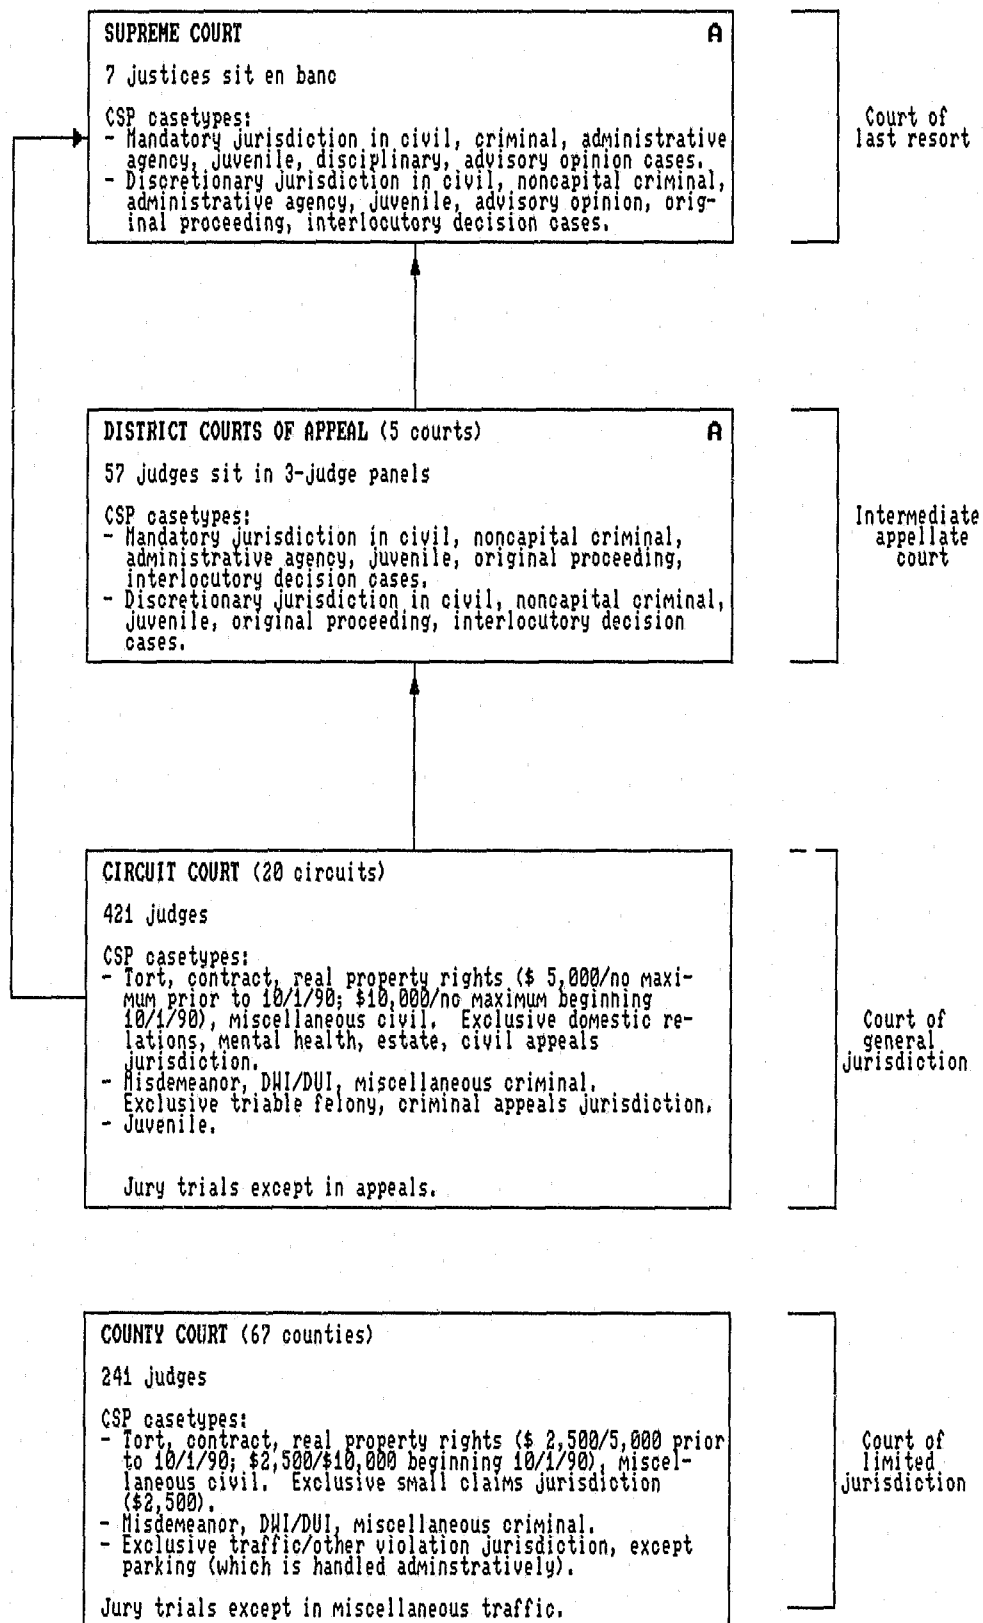 SUPREME COURT A
7 justices sit en banc
CSP casetypes:
- Mandatory jurisdiction in civil, criminal, administrative
agency, juvenile, disciplinary, advisory opinion cases.
- Discretionary jurisdiction in civil, noncapital criminal,
administrative agency, juvenile, advisory opinion, orig-
inal proceeding, interlocutory decision cases.
Court of
last resort
DISTRICT COURTS OF APPEAL (5 courts) A
57 judges sit in 3-judge panels
CSP casetypes:
- Mandatory jurisdiction in civil, noncapital criminal,
administrative agency, juvenile, original proceeding,
interlocutory decision cases.
- Discretionary jurisdiction in civil, noncapital criminal,
juvenile, original proceeding, interlocutory decision
cases.
Intermediate
appellate
court
CIRCUIT COURT (20 circuits)
421 judges
CSP casetypes:
- Tort, contract, real property rights ($ 5,000/no maxi-
mum prior to 10/1/90; $10,000/no maximum beginning
10/1/90), miscellaneous civil. Exclusive domestic re-
lations, mental health, estate, civil appeals
jurisdiction.
- Misdemeanor, DWI/DUI, miscellaneous criminal.
Exclusive triable felony, criminal appeals jurisdiction.
- Juvenile.
Jury trials except in appeals.
Court of
general
jurisdiction
COUNTY COURT (67 counties)
241 judges
CSP casetypes:
- Tort, contract, real property rights ($ 2,500/5,000 prior
to 10/1/90; $2,500/$10,000 beginning 10/1/90), miscel-
laneous civil. Exclusive small claims jurisdiction
($2,500).
- Misdemeanor, DWI/DUI, miscellaneous criminal.
- Exclusive traffic/other violation jurisdiction, except
parking (which is handled adminstratively).
Jury trials except in miscellaneous traffic.
Court of
limited
jurisdiction